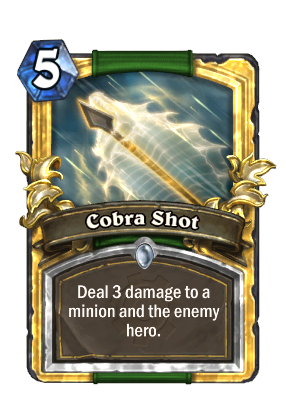 5
Cobra Shot
Deal 3 damage to a
minion and the enemy
hero.